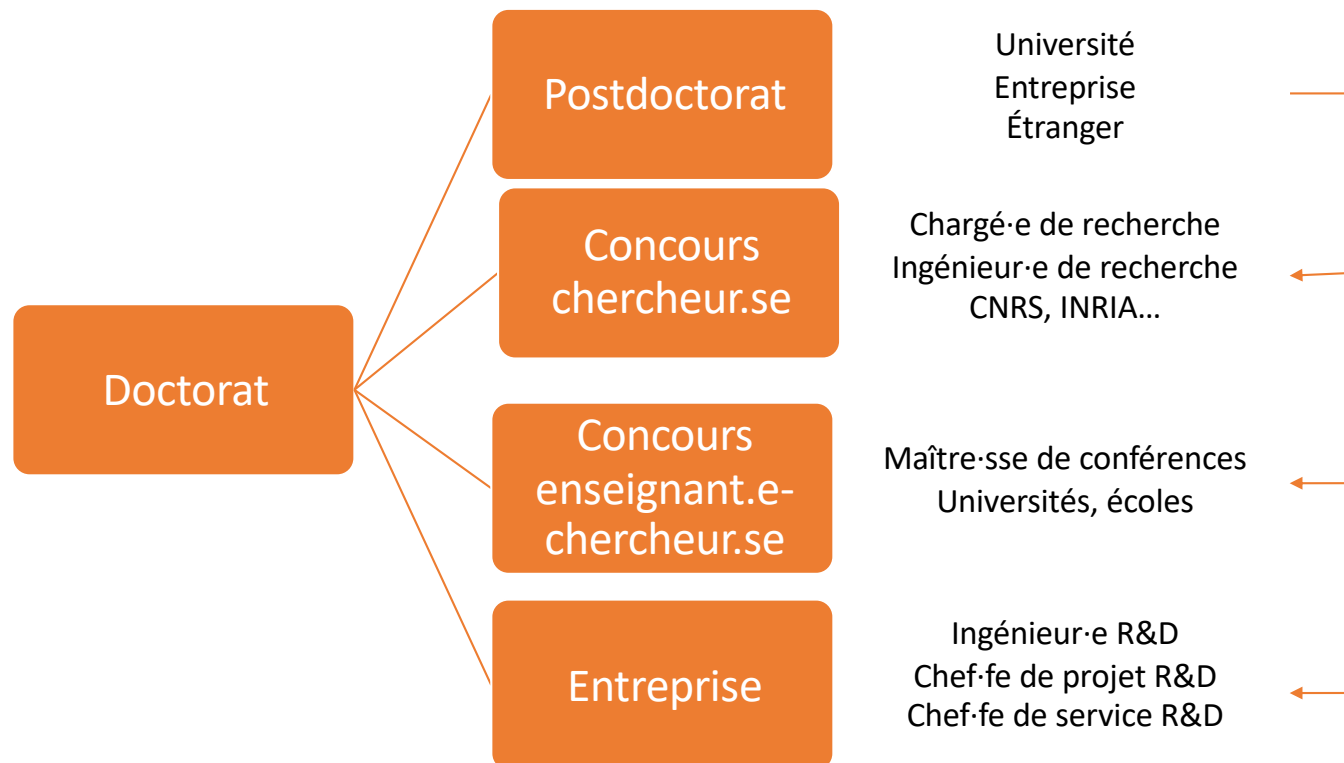 Doctorat
Postdoctorat
Université
Entreprise
Étranger
Concours
chercheur.se
Chargé·e de recherche
Ingénieur·e de recherche
CNRS, INRIA…
Concours
enseignant.e-
chercheur.se
Maître·sse de conférences
Universités, écoles
Entreprise
Ingénieur·e R&D
Chef·fe de projet R&D
Chef·fe de service R&D